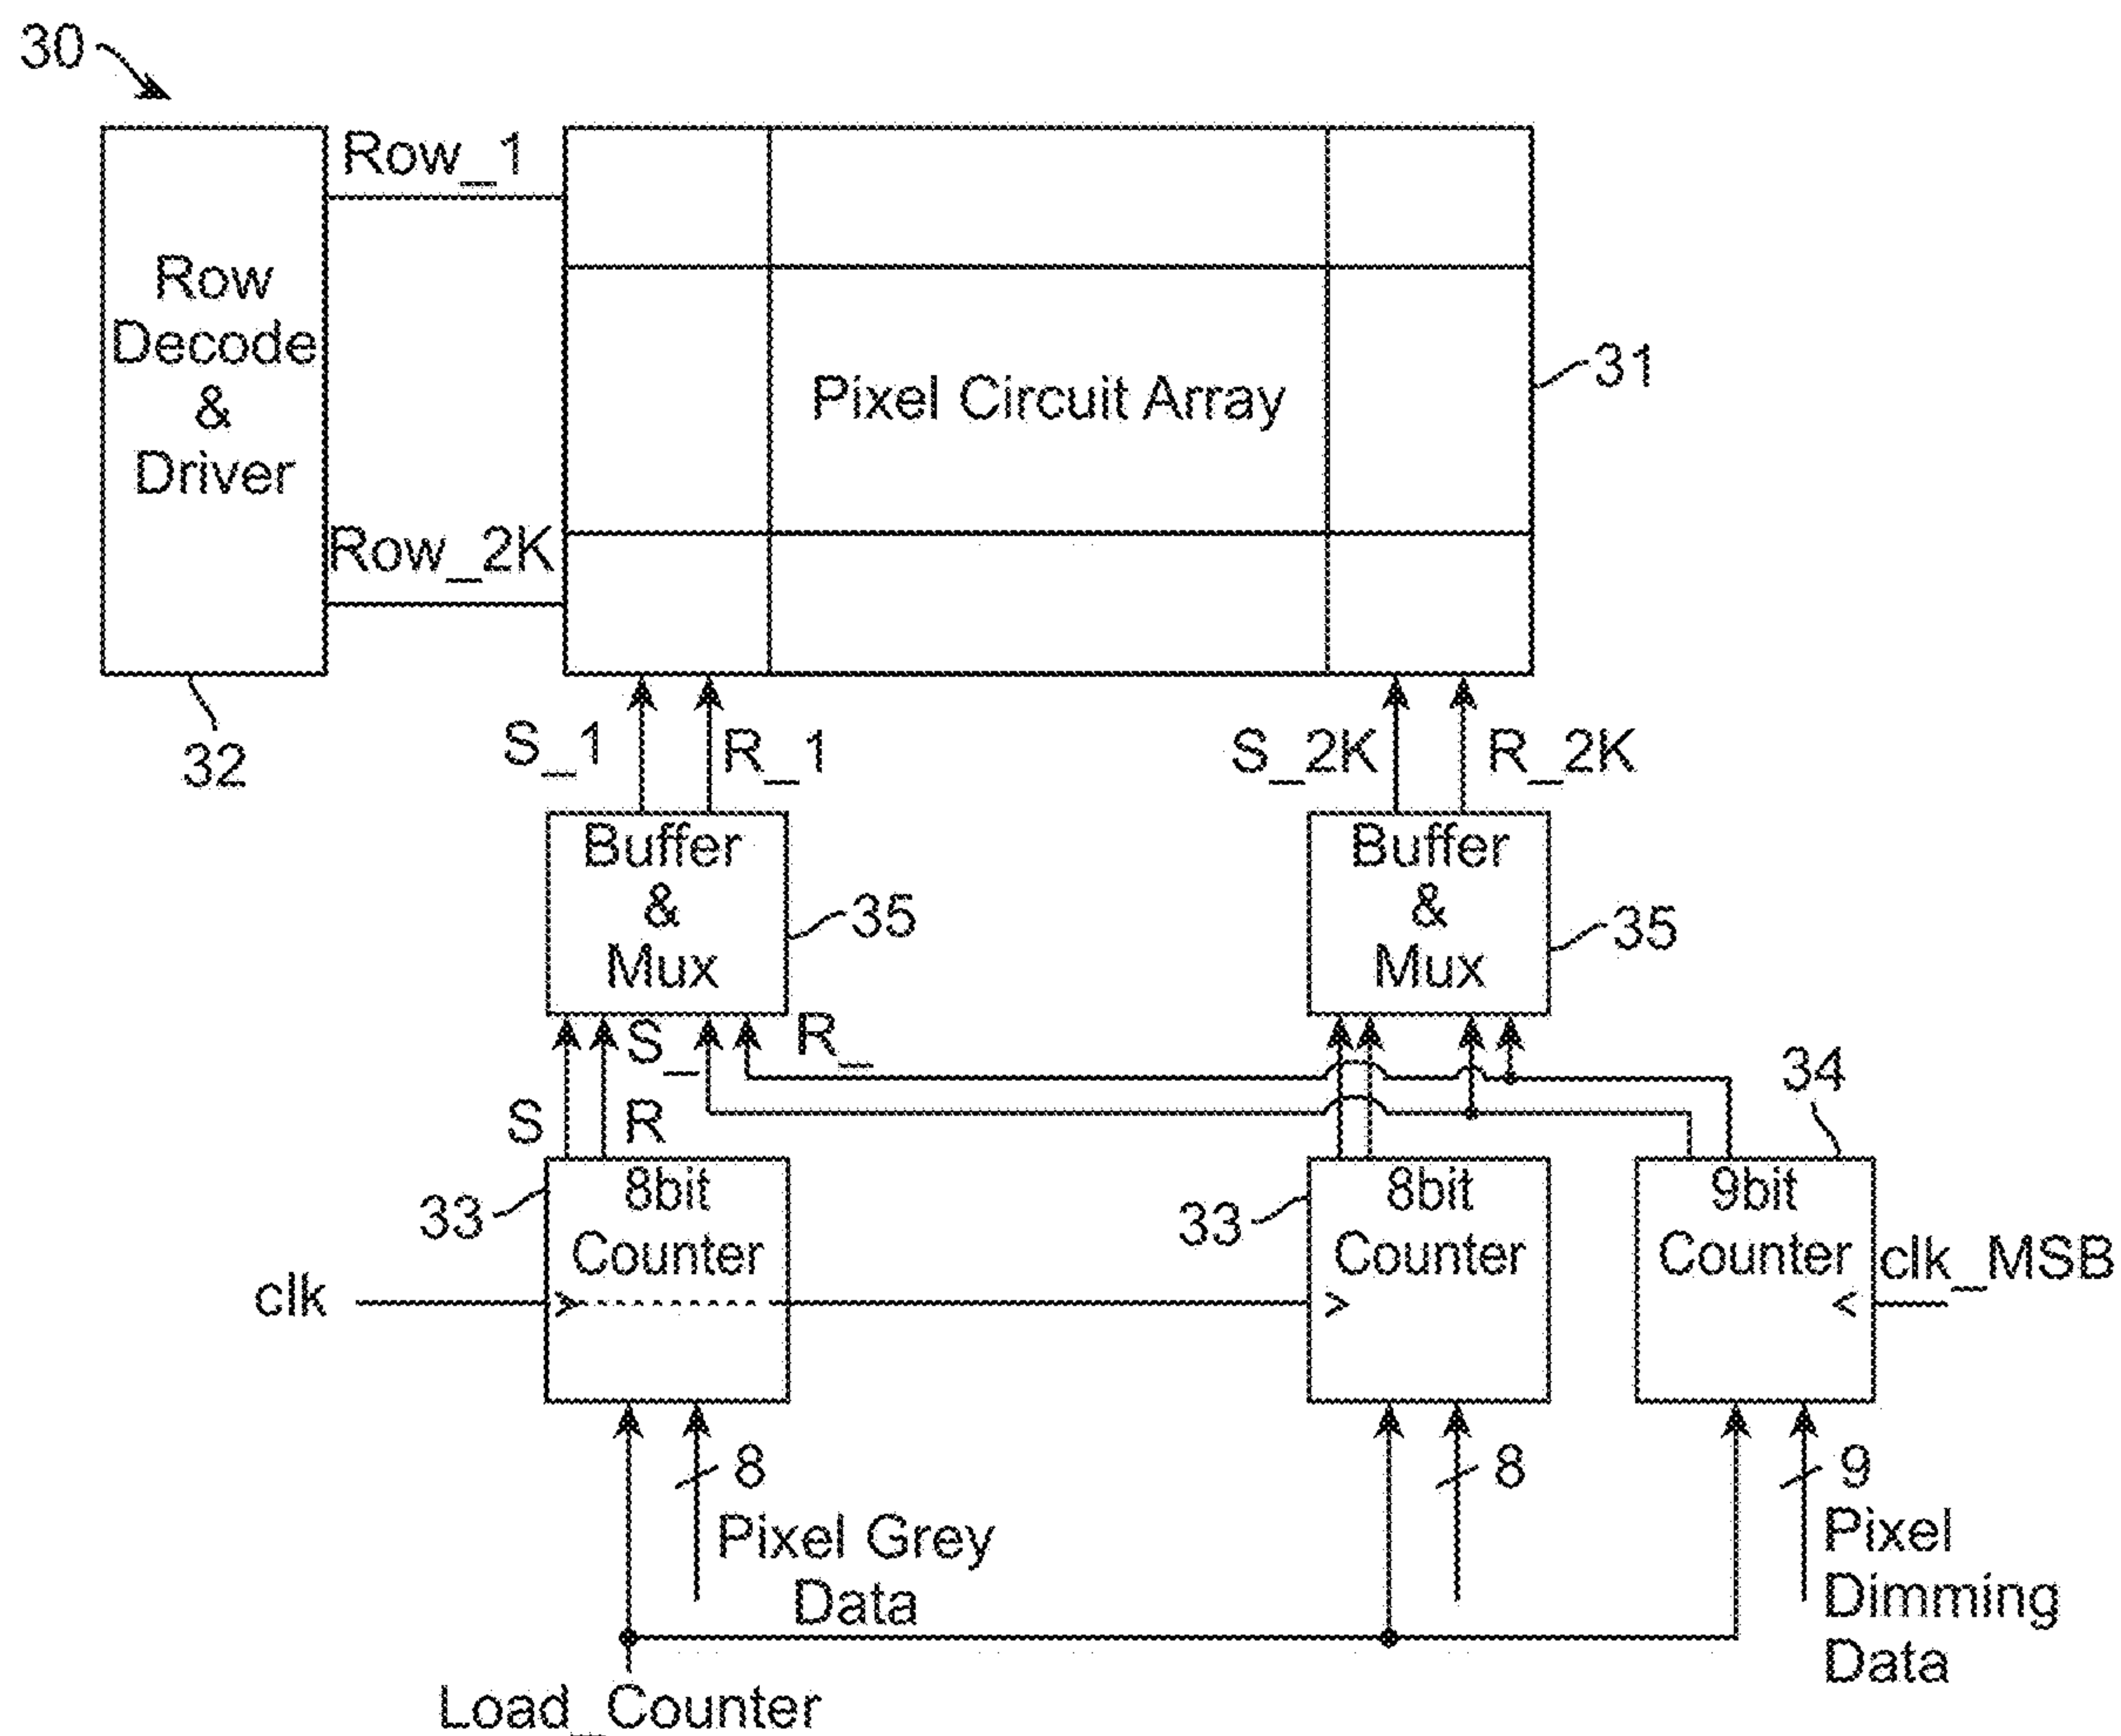 30
Row_1
Row
Decode
&
Driver
Pixel Circuit Array
31
Row_2K
32
S_1
R_1
S_2K
R_2K
Buffer
&
Mux
35
Buffer
&
Mux
35
S_
R_
34
S
R
33
8bit
Counter
33
8bit
Counter
9bit
Counter
clk_MSB
clk
8
Pixel Grey
Data
8
9
Pixel
Dimming
Data
Load_Counter